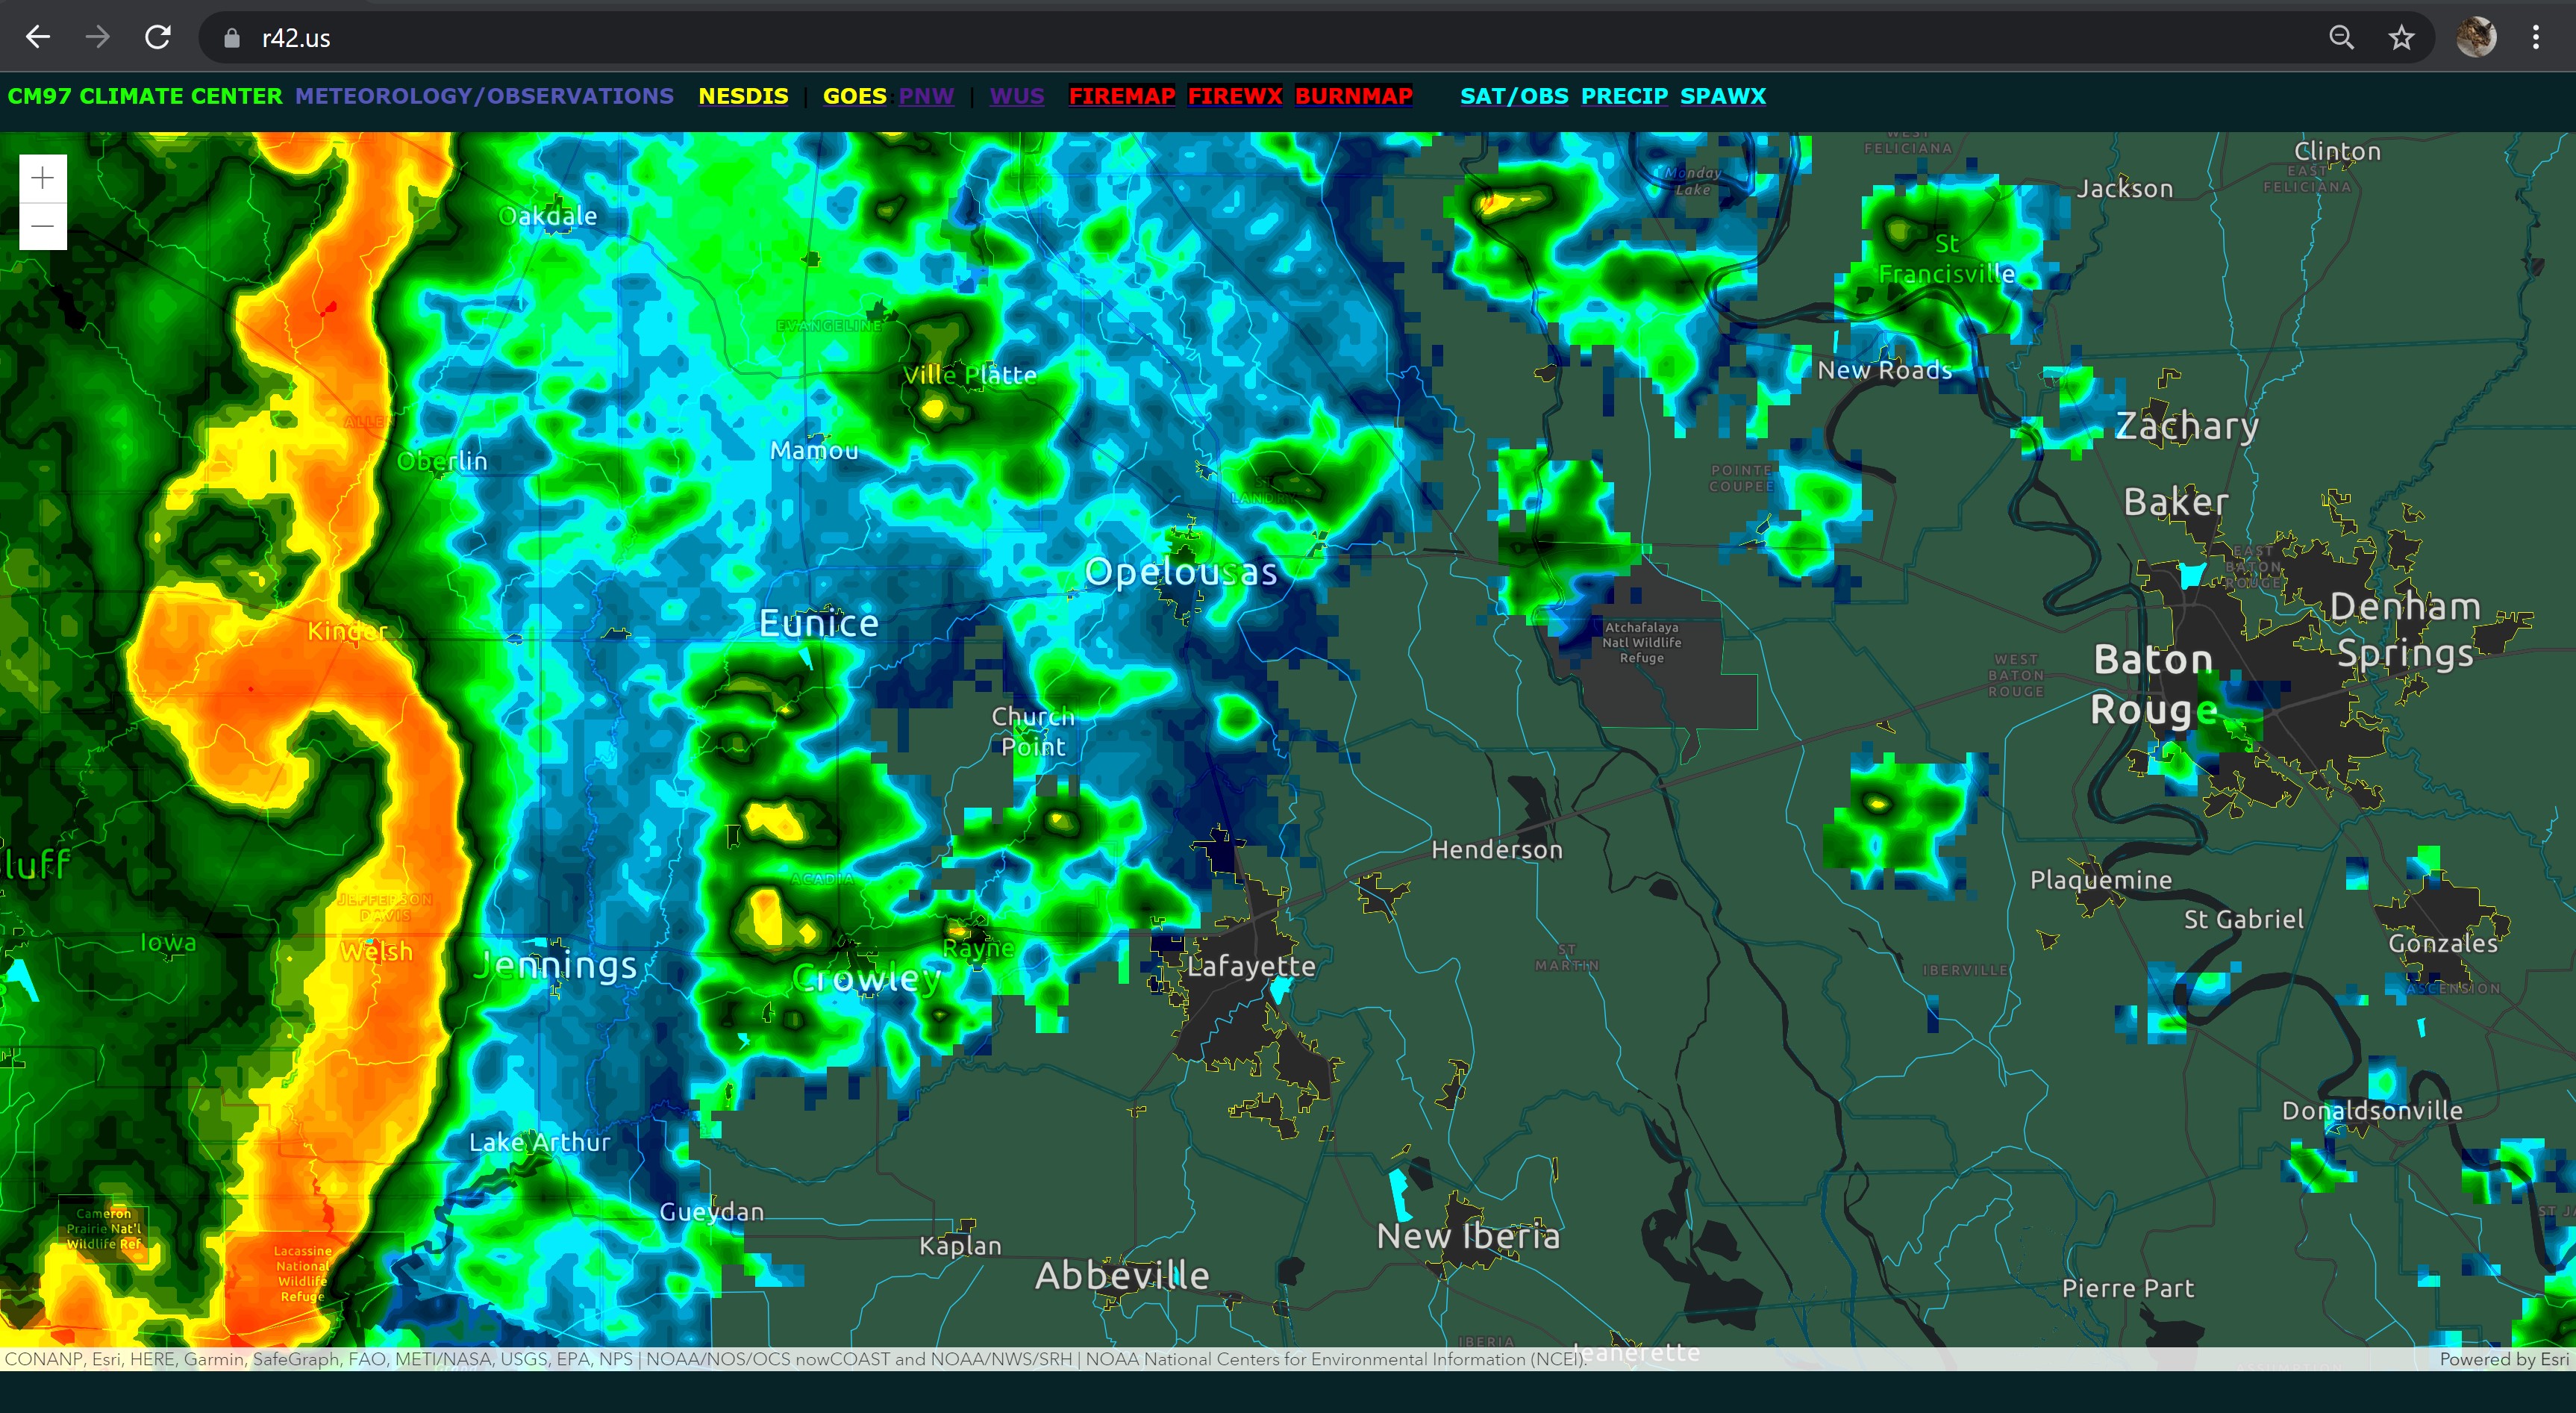 r42.us
CM97 CLIMATE CENTER METEOROLOGY/OBSERVATIONS NESDIS | GOES PNW | WUS FIREMAP FIREWX BURNMAP SAT/OBS PRECIP SPAWX
WEST
FELICIANA
Clinton
EAST
FELICIANA
Monday
Lake
Jackson
Oakdale
St
Francisville
EVANGELINE
Ville Platte
New Roads
ALLEN
Zachary
Oberlin
Mamou
POINTE
COUPEE
LANDRY
Baker
EAST
BATON
ROUGE
Opelousas
Denham
Springs
Eunice
Kinder
Atchafalaya
Natl Wildlife
Refuge
WEST
BATON
ROUGE
Baton
Rouge
Church
Point
Henderson
luff
ACADIA
Plaquemine
JEFFERSON
DAVIS
St Gabriel
Iowa
Welsh
Jennings
Crowley
Rayne
Lafayette
ST
MARTIN
IBERVILLE
Gonzales
ASCENSION
Donaldsonville
Lake Arthur
Gueydan
Cameron
Prairie Nat'l
Wildlife Ref
ST JA
Kaplan
New Iberia
Lacassine
National
Wildlife
Refuge
Abbeville
Pierre Part
IBERIA
Jeanerette
CONANP, Esri, HERE, Garmin, SafeGraph, FAO, METI/NASA, USGS, EPA, NPS | NOAA/NOS/OCS nowCOAST and NOAA/NWS/SRH | NOAA National Centers for Environmental Information (NCEI).
Powered by Esri